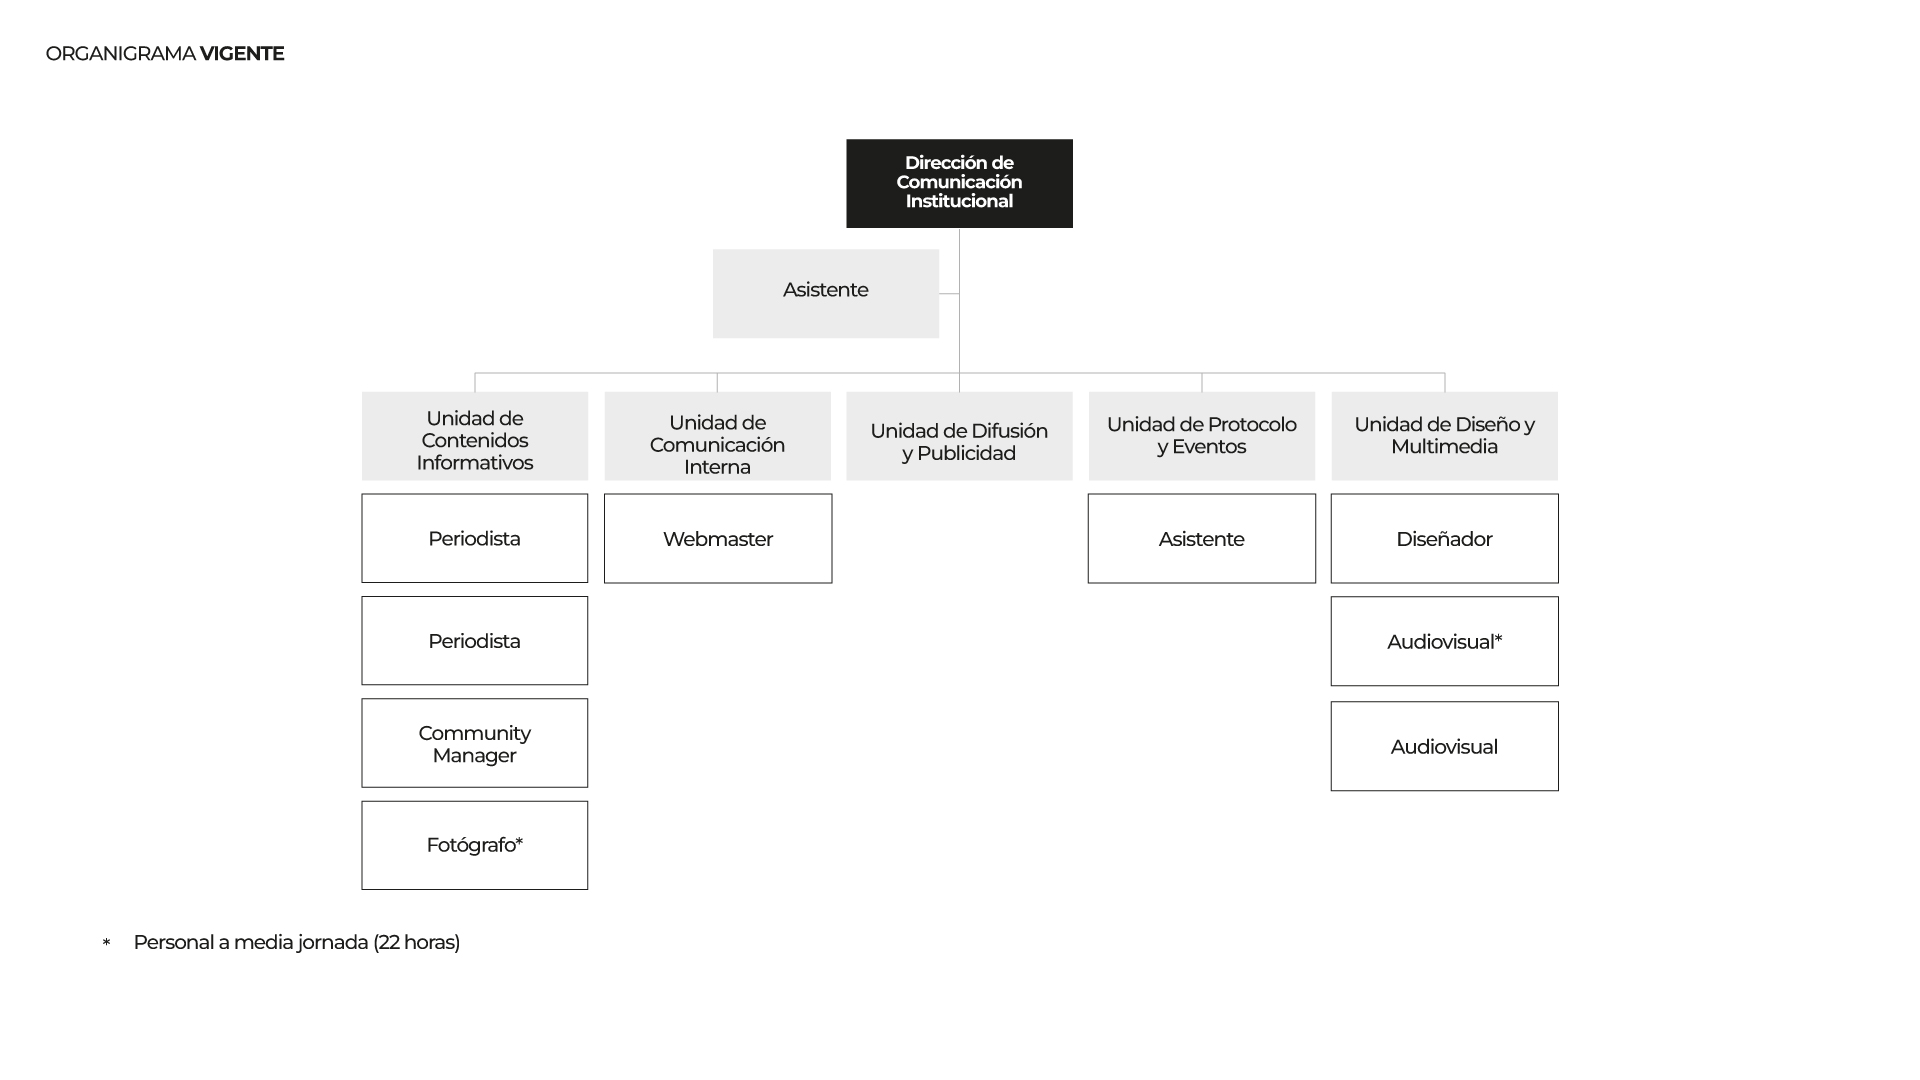 ORGANIGRAMA VIGENTE
Dirección de
Comunicación
Institucional
Asistente
Unidad de
Contenidos
Informativos
Unidad de
Comunicación
Interna
Unidad de Difusión
y Publicidad
Unidad de Protocolo
y Eventos
Unidad de Diseño y
Multimedia
Periodista
Webmaster
Asistente
Diseñador
Periodista
Audiovisual*
Community
Manager
Audiovisual
Fotógrafo*
* Personal a media jornada (22 horas)